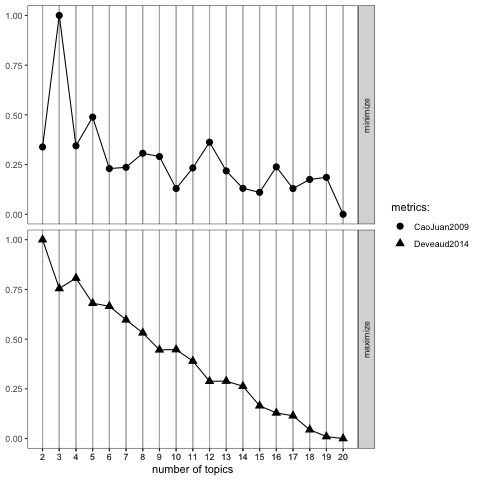 1.00
0.75
0.50
0.25
0.00
minimize
1.00
0.75
0.50
0.25
0.00
maximize
2 3 4 5 6 7 8 9 10 11 12 13 14 15 16 17 18 19 20
number of topics
metrics:
CaoJuan2009
Deveaud2014